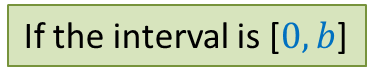 If the interval is [0, b]